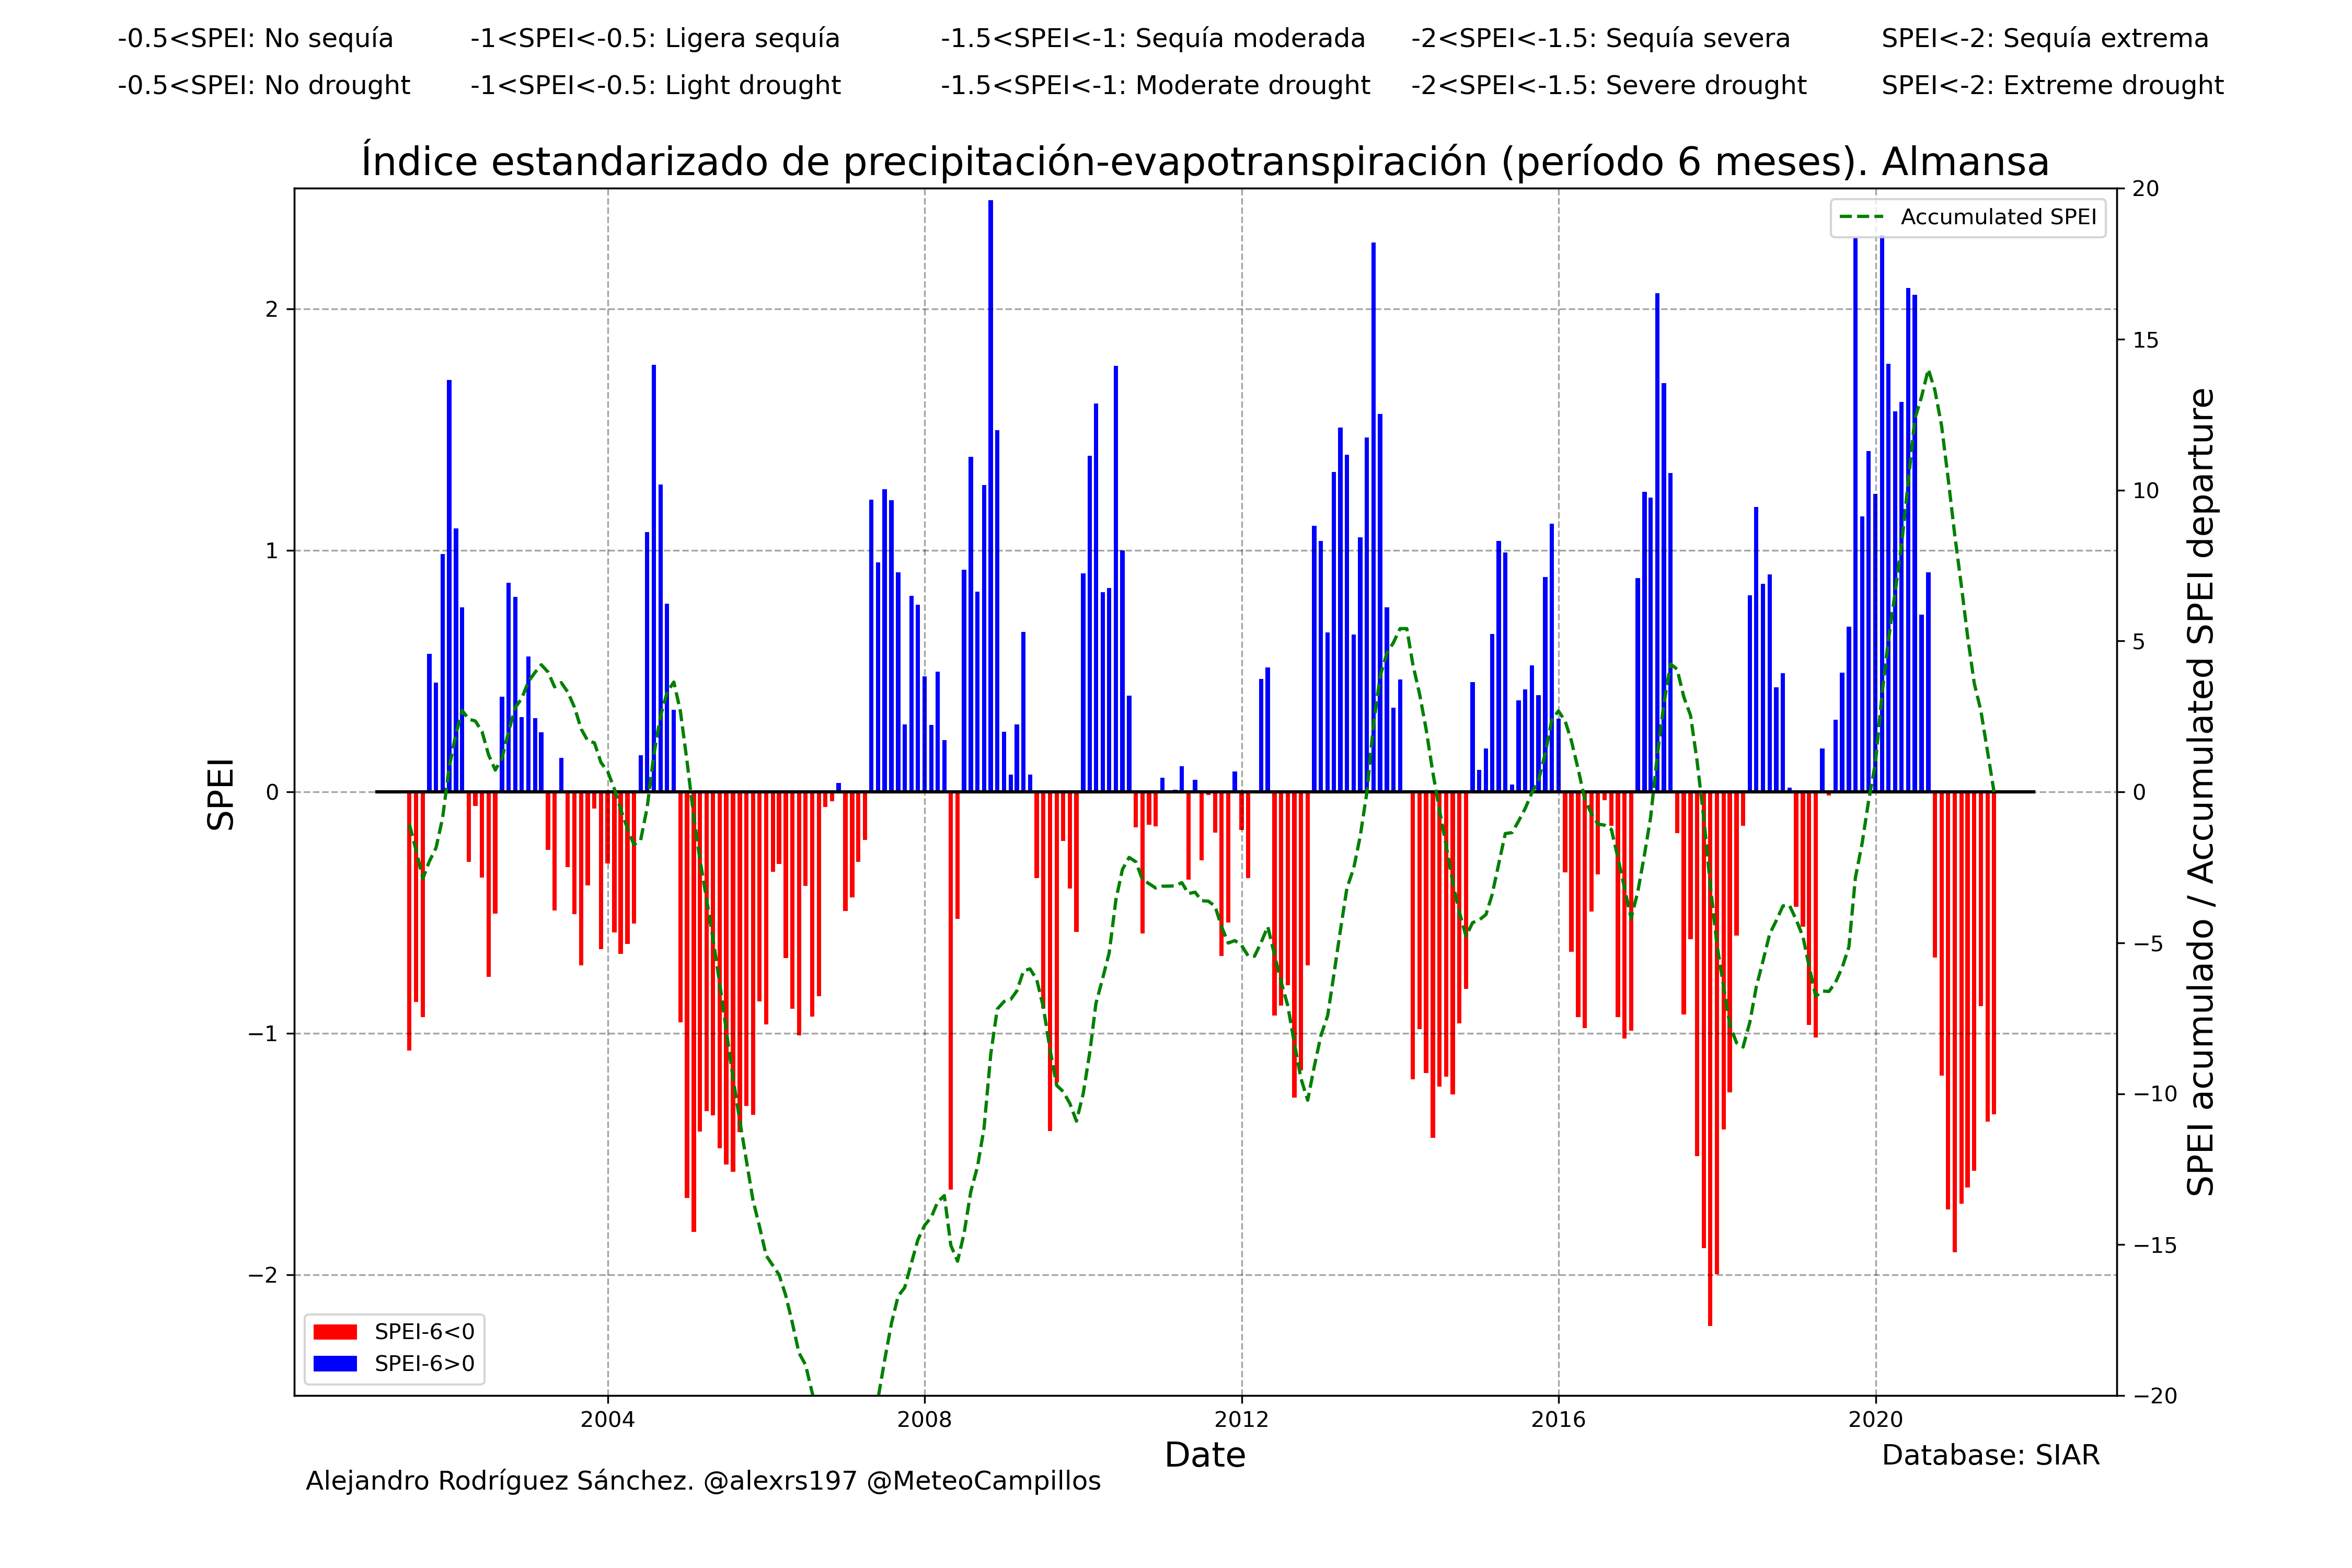 -0.5<SPEI: No sequía -1<SPEI<-0.5: Ligera sequía -1.5<SPEI<-1: Sequía moderada -2<SPEI<-1.5: Sequía severa SPEI<-2: Sequía extrema
-0.5<SPEI: No drought -1<SPEI<-0.5: Light drought -1.5<SPEI<-1: Moderate drought -2<SPEI<-1.5: Severe drought SPEI<-2: Extreme drought
Índice estandarizado de precipitación-evapotranspiración (período 6 meses). Almansa
Accumulated SPEI
SPEI
2
1
0
−1
−2
20
15
10
5
0
−5
−10
−15
−20
SPEI acumulado / Accumulated SPEI departure
SPEI-6<0
SPEI-6>0
2004 2008 2012 2016 2020
Date
Database: SIAR
Alejandro Rodríguez Sánchez. @alexrs197 @MeteoCampillos